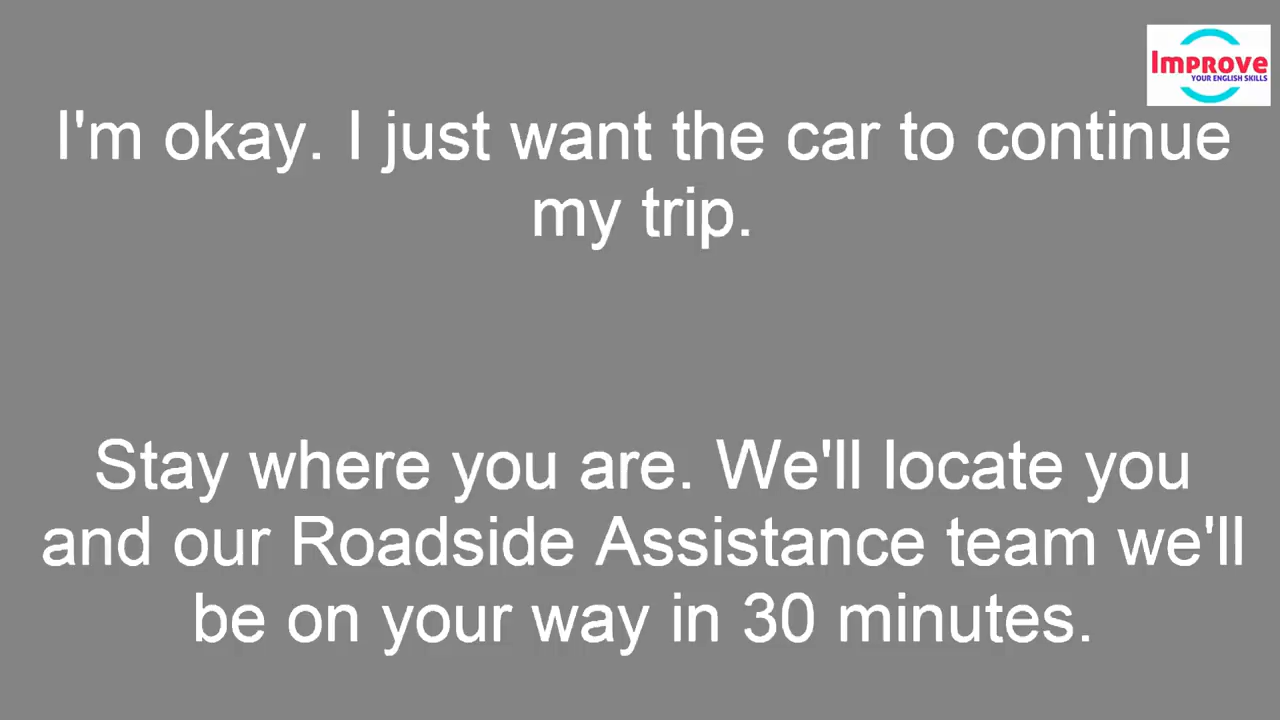 Improve
YOUR ENGLISH SKILLS
I'm okay. I just want the car to continue
my trip.
Stay where you are. We'll locate you
and our Roadside Assistance team we'll
be on your way in 30 minutes.